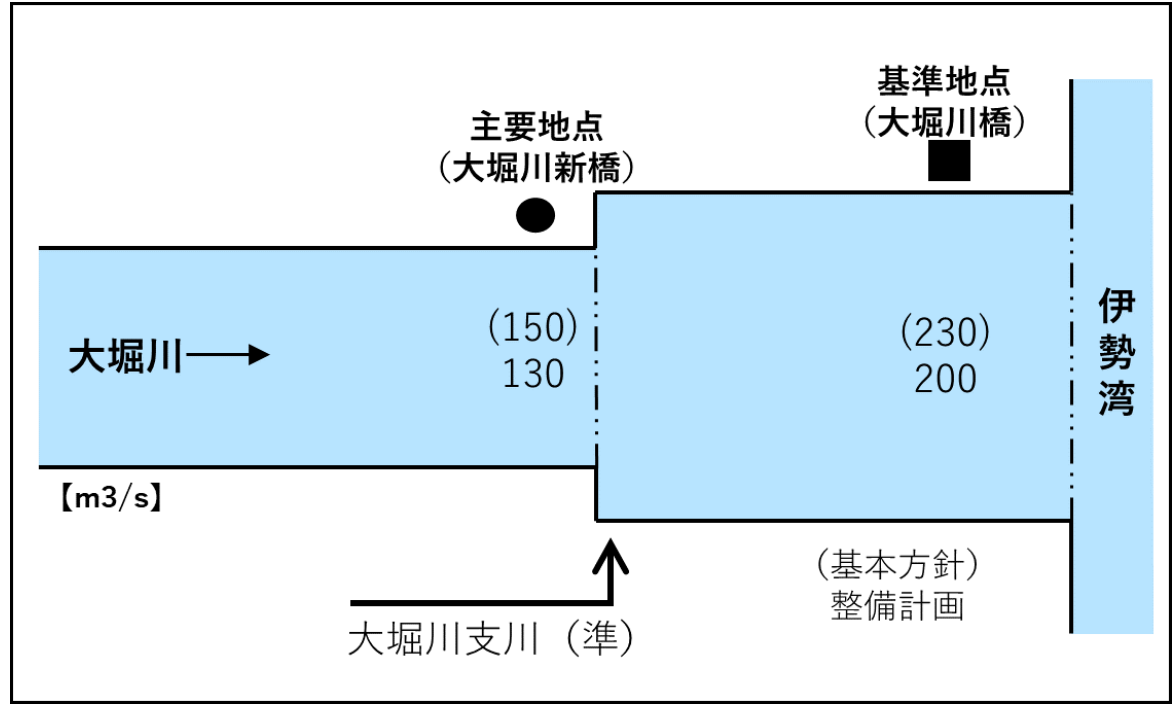 基準地点
（大堀川橋）
主要地点
（大堀川新橋）
大堀川
(150)
130
(230)
200
伊勢湾
【m3/s】
大堀川支川（準）
（基本方針）
整備計画